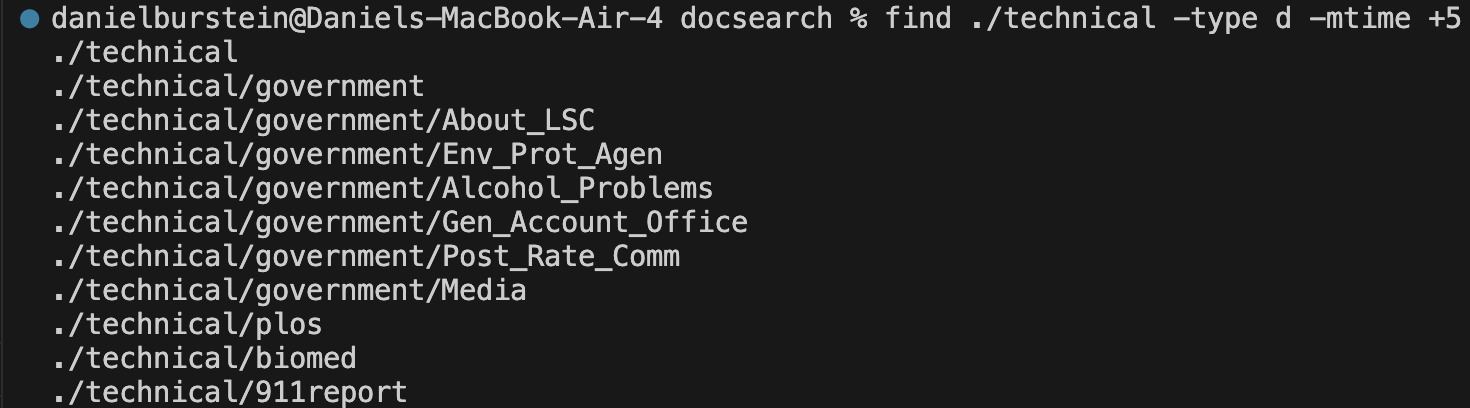 danielburstein@Daniels-MacBook-Air-4 docsearch % find ./technical -type d -mtime +5
./technical
./technical/government
./technical/government/About_LSC
./technical/government/Env_Prot_Agen
./technical/government/Alcohol_Problems
./technical/government/Gen_Account_Office
./technical/government/Post_Rate_Comm
./technical/government/Media
./technical/plos
./technical/biomed
./technical/911report